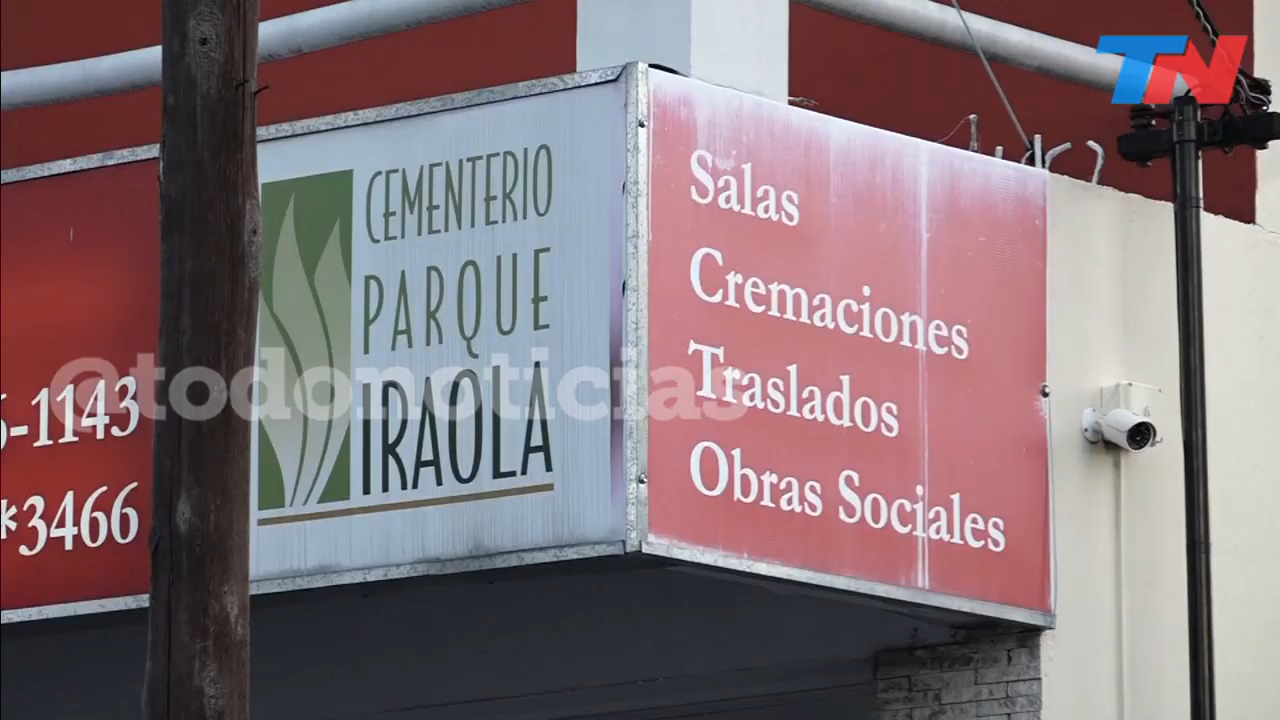 TN
CEMENTERIO
PARQUE
IRAOLA
-1143
*3466
Salas
Cremaciones
Traslados
Obras Sociales
@todonoticias